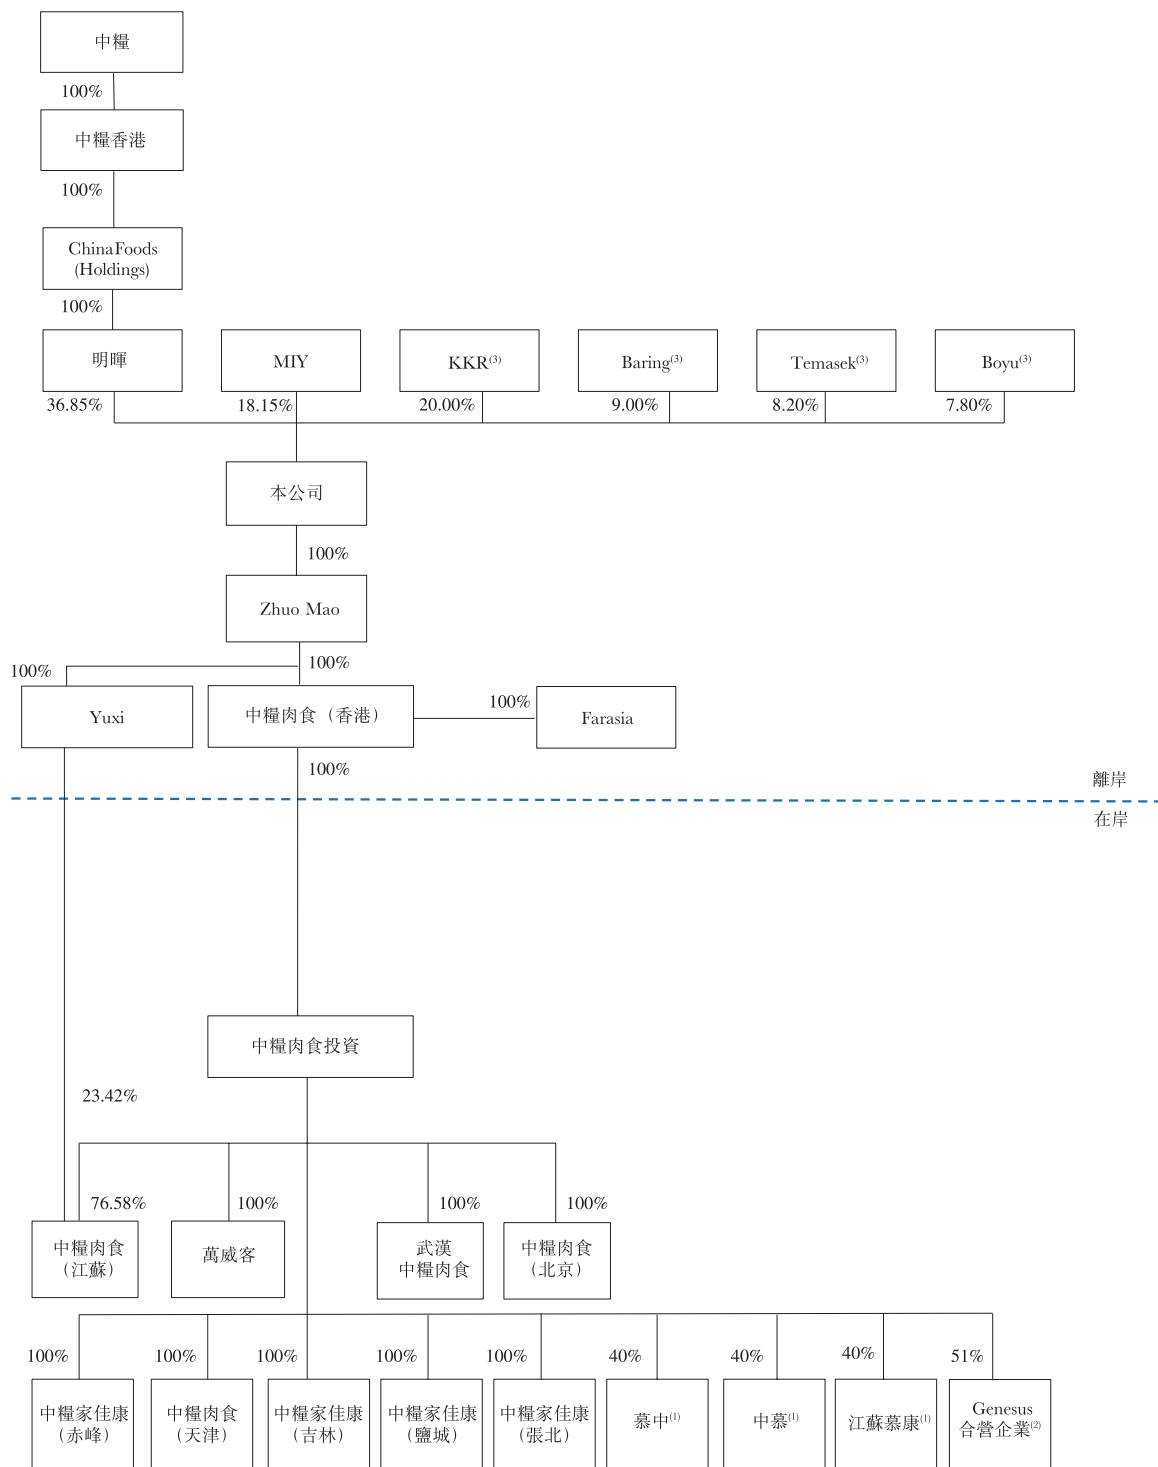 中糧
100%
中糧香港
100%
ChinaFoods
(Holdings)
100%
明暉
MIY
KKR(3)
Baring(3)
Temasek(3)
Boyu(3)
36.85%
18.15%
20.00%
9.00%
8.20%
7.80%
本公司
100%
Zhuo Mao
100%
100%
Yuxi
中糧肉食（香港）
100%
Farasia
100%
離岸
在岸
中糧肉食投資
23.42%
76.58%
100%
100%
100%
中糧肉食
（江蘇）
萬威客
武漢
中糧肉食
中糧肉食
（北京）
100%
100%
100%
100%
100%
40%
40%
40%
51%
中糧家佳康
（赤峰）
中糧肉食
（天津）
中糧家佳康
（吉林）
中糧家佳康
（鹽城）
中糧家佳康
（張北）
慕中(1)
中慕(1)
江蘇慕康(1)
Genesus
合營企業(2)